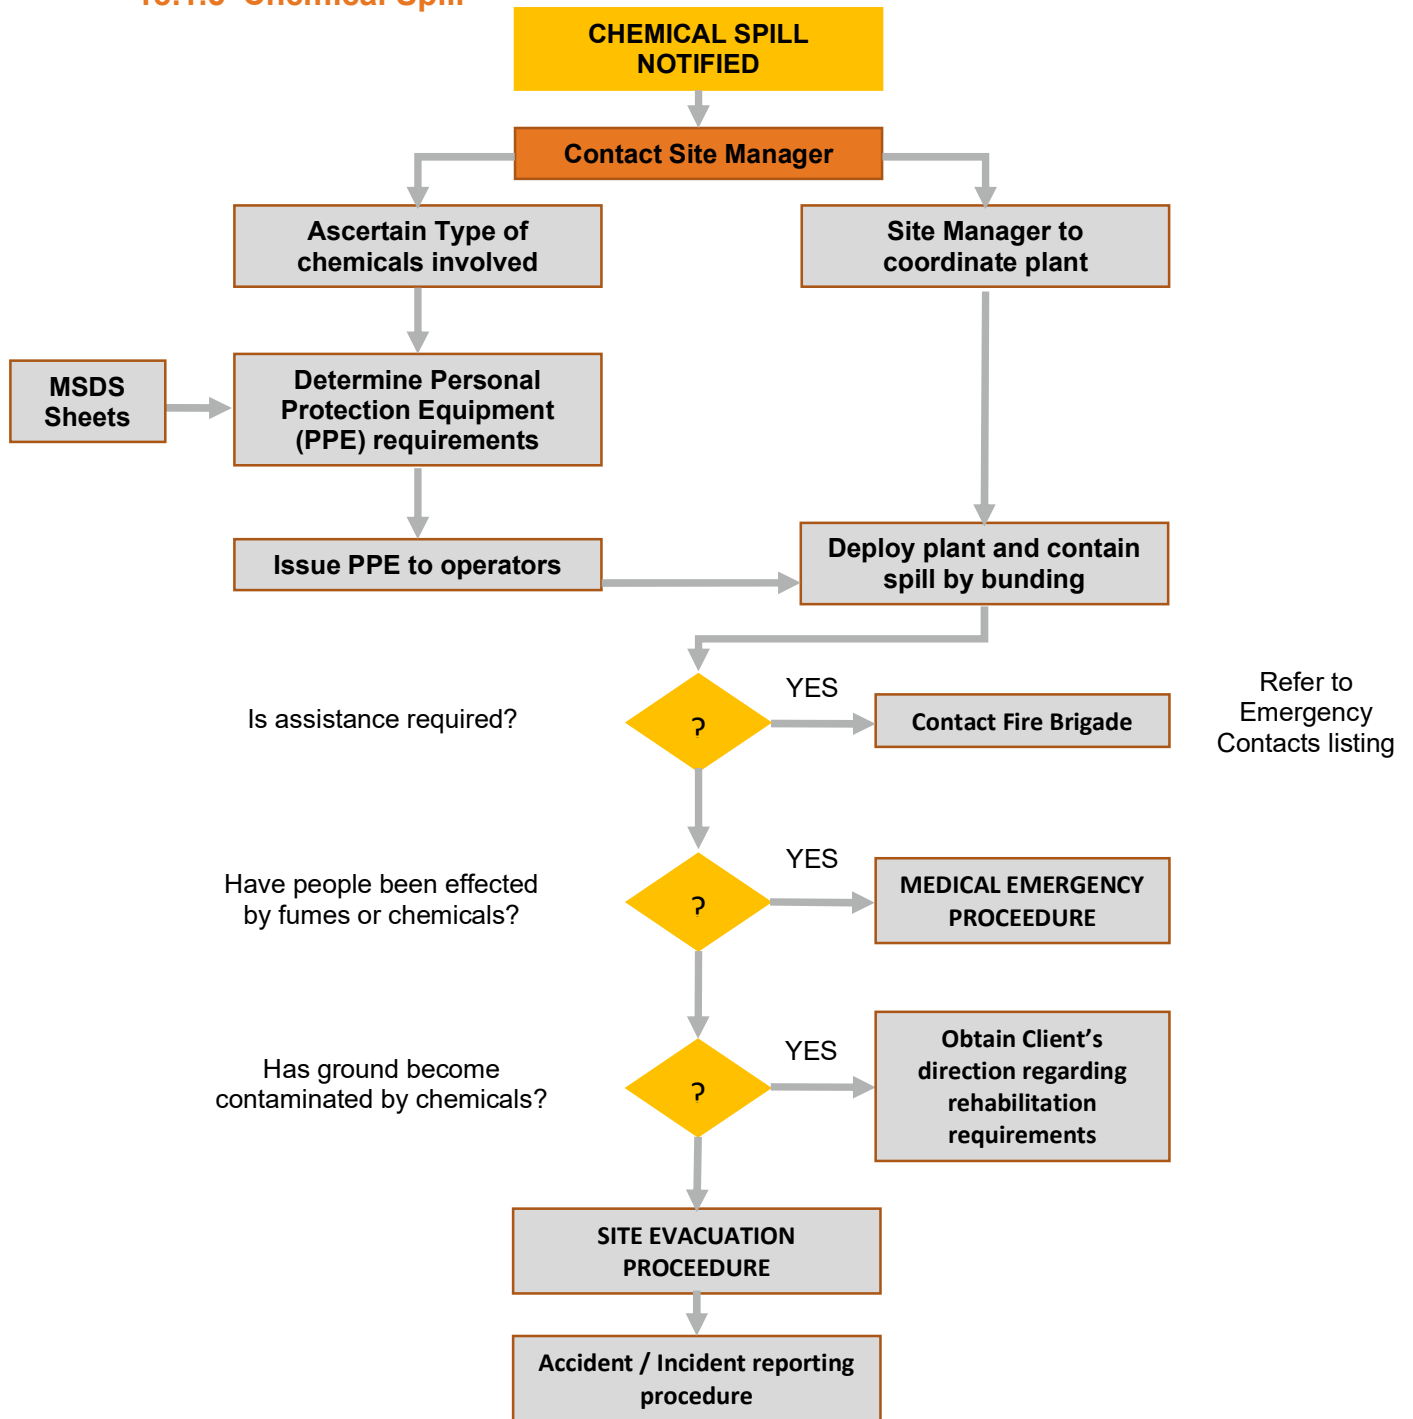 Chemical Spill
CHEMICAL SPILL
NOTIFIED
Contact Site Manager
Ascertain Type of
chemicals involved
Site Manager to
coordinate plant
MSDS
Sheets
Determine Personal
Protection Equipment
(PPE) requirements
Issue PPE to operators
Deploy plant and contain
spill by bunding
Is assistance required?
?
YES
Contact Fire Brigade
Refer to
Emergency
Contacts listing
Have people been effected
by fumes or chemicals?
?
YES
MEDICAL EMERGENCY
PROCEEDURE
Has ground become
contaminated by chemicals?
?
YES
Obtain Client’s
direction regarding
rehabilitation
requirements
SITE EVACUATION
PROCEEDURE
Accident / Incident reporting
procedure